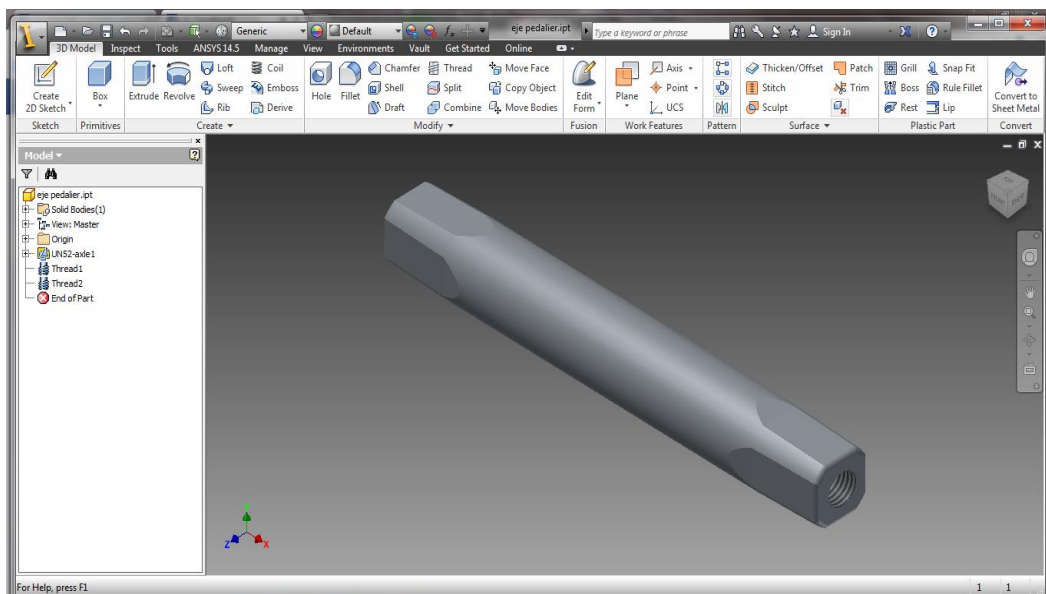 Generic
Default
eje pedalier.ipt
Type a keyword or phrase
Sign In
3D Model Inspect Tools ANSYS 14.5 Manage View Environments Vault Get Started Online
Create 2D Sketch
Box
Extrude
Revolve
Loft
Sweep
Rib
Coil
Emboss
Derive
Hole
Fillet
Chamfer
Shell
Draft
Thread
Split
Combine
Move Face
Copy Object
Move Bodies
Edit Form
Plane
Axis
Point
UCS
Thicken/Offset
Stitch
Sculpt
Patch
Trim
Grill
Boss
Rest
Snap Fit
Rule Fillet
Lip
Convert to Sheet Metal
Sketch Primitives Create Modify Fusion Work Features Pattern Surface Plastic Part Convert
Model
eje pedalier.ipt
Solid Bodies(1)
View: Master
Origin
UN52-axle1
Thread1
Thread2
End of Part
Z
X
For Help, press F1
1 1